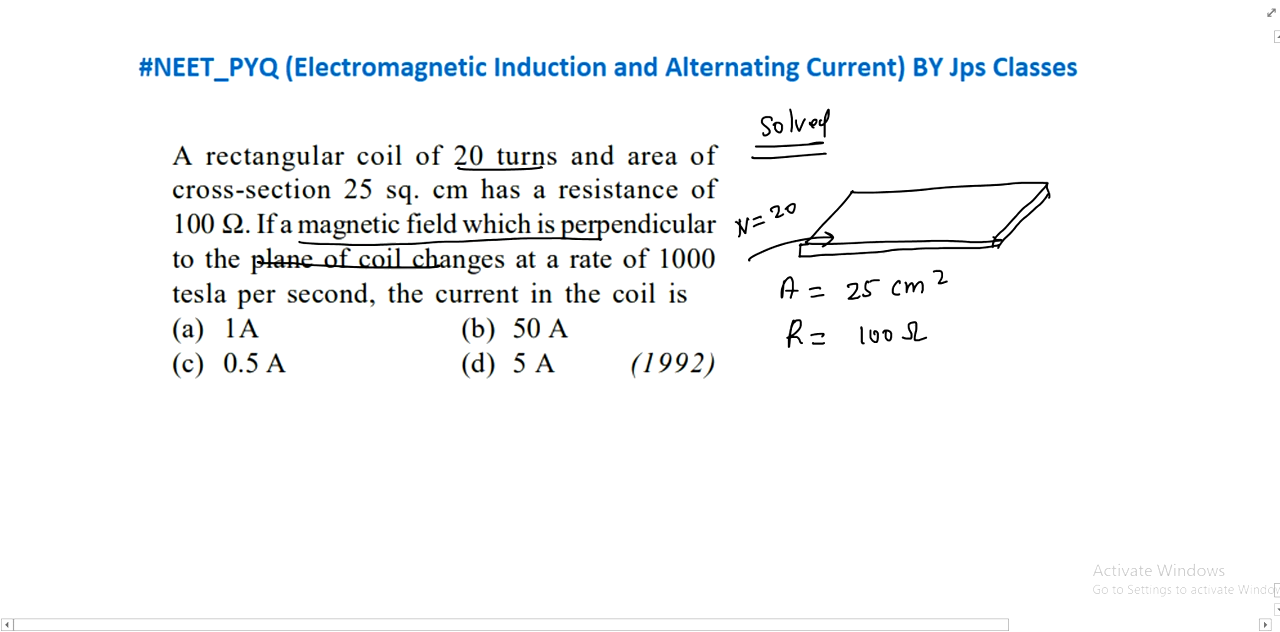 #NEET_PYQ (Electromagnetic Induction and Alternating Current) BY Jps Classes
Solved
A rectangular coil of 20 turns and area of
cross-section 25 sq. cm has a resistance of
100 Ω. If a magnetic field which is perpendicular
to the plane of coil changes at a rate of 1000
tesla per second, the current in the coil is
(a) 1A (b) 50 A
(c) 0.5 A (d) 5 A (1992)
N = 20
A = 25 cm²
R = 100 Ω
Activate Windows
Go to Settings to activate Window